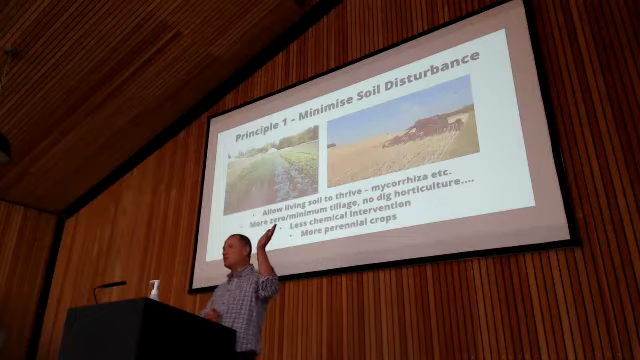 Principle 1 – Minimise Soil Disturbance
• Allow living soil to thrive – mycorrhiza etc.
• More zero/minimum tillage, no dig horticulture....
• Less chemical intervention
• More perennial crops